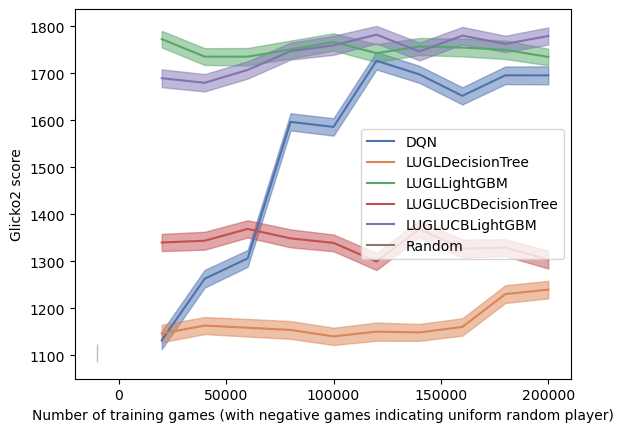 Glicko2 score
1800
1700
1600
1500
1400
1300
1200
1100
DQN
LUGLDecisionTree
LUGLLightGBM
LUGLUCBDecisionTree
LUGLUCBLightGBM
Random
0 50000 100000 150000 200000
Number of training games (with negative games indicating uniform random player)